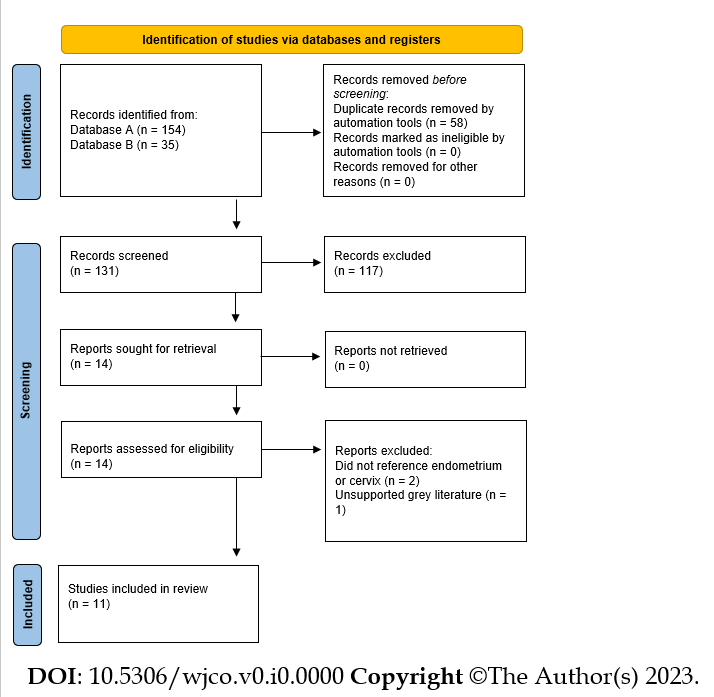 Identification of studies via databases and registers
Identification
Records identified from:
Database A (n = 154)
Database B (n = 35)
Records removed before
screening:
Duplicate records removed by
automation tools (n = 58)
Records marked as ineligible by
automation tools (n = 0)
Records removed for other
reasons (n = 0)
Screening
Records screened
(n = 131)
Records excluded
(n = 117)
Reports sought for retrieval
(n = 14)
Reports not retrieved
(n = 0)
Reports assessed for eligibility
(n = 14)
Reports excluded:
Did not reference endometrium
or cervix (n = 2)
Unsupported grey literature (n =
1)
Included
Studies included in review
(n = 11)
DOI: 10.5306/wjco.v0.i0.0000 Copyright ©The Author(s) 2023.